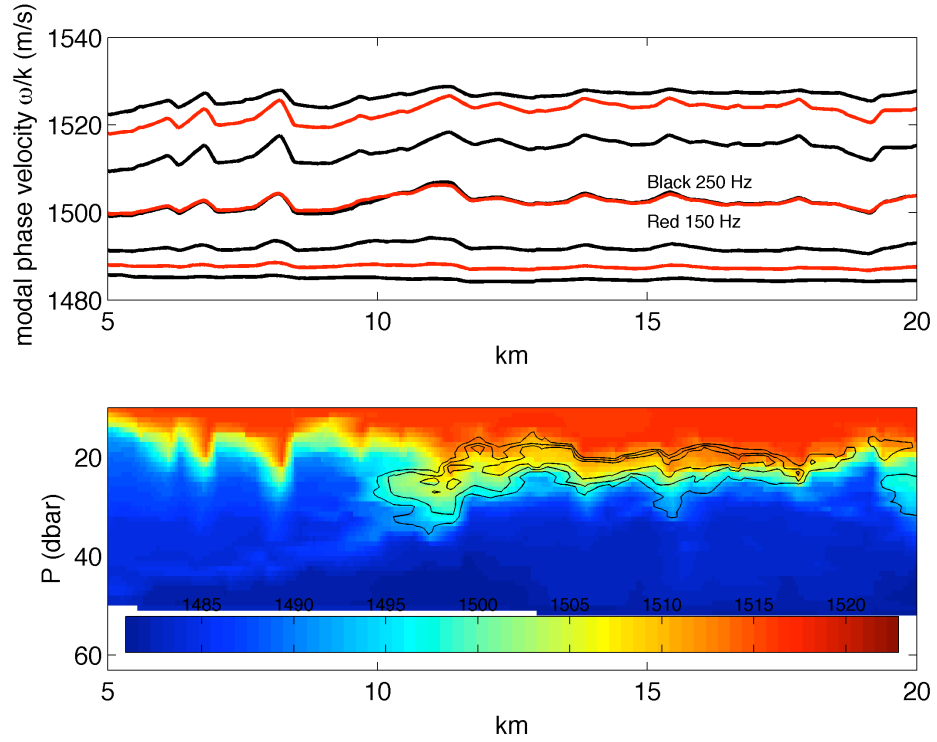 modal phase velocity ω/k (m/s)
1540
1520
1500
1480
Black 250 Hz
Red 150 Hz
5 10 15 20
km
P (dbar)
20
40
60
1485 1490 1495 1500 1505 1510 1515 1520
5 10 15 20
km